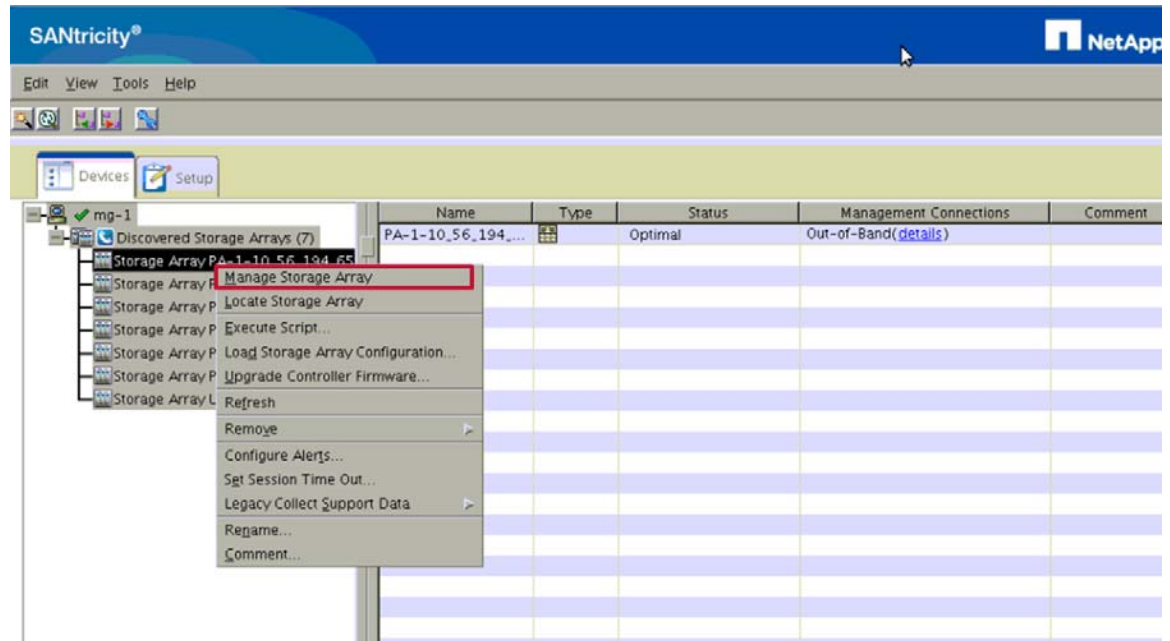 SANtricity®
NetApp
Edit View Tools Help
Devices Setup
mg-1
Discovered Storage Arrays (7)
Storage Array PA-1-10_56_194_65
Storage Array P
Storage Array P
Storage Array P
Storage Array P
Storage Array P
Storage Array U
Manage Storage Array
Locate Storage Array
Execute Script...
Load Storage Array Configuration...
Upgrade Controller Firmware...
Refresh
Remove
Configure Alerts...
Set Session Time Out...
Legacy Collect Support Data
Rename...
Comment...
Name Type Status Management Connections Comment
PA-1-10_56_194_... Optimal Out-of-Band(details)